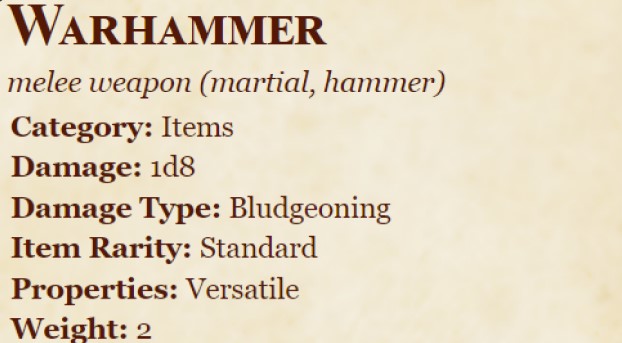 WARHAMMER
melee weapon (martial, hammer)
Category: Items
Damage: 1d8
Damage Type: Bludgeoning
Item Rarity: Standard
Properties: Versatile
Weight: 2